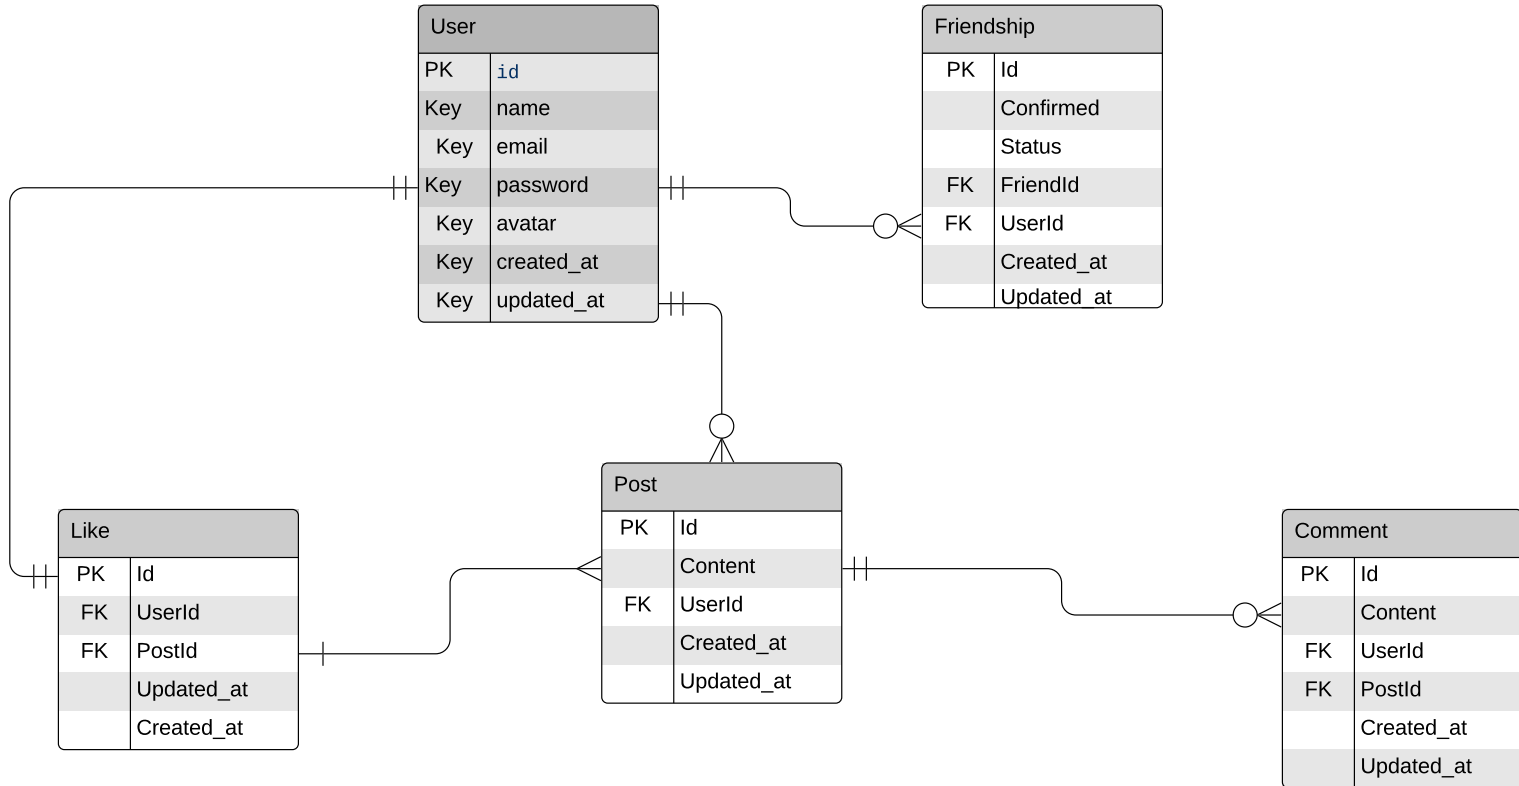 User
PK id
Key name
Key email
Key password
Key avatar
Key created_at
Key updated_at
Friendship
PK Id
Confirmed
Status
FK FriendId
FK UserId
Created_at
Updated_at
Post
PK Id
Content
FK UserId
Created_at
Updated_at
Like
PK Id
FK UserId
FK PostId
Updated_at
Created_at
Comment
PK Id
Content
FK UserId
FK PostId
Created_at
Updated_at